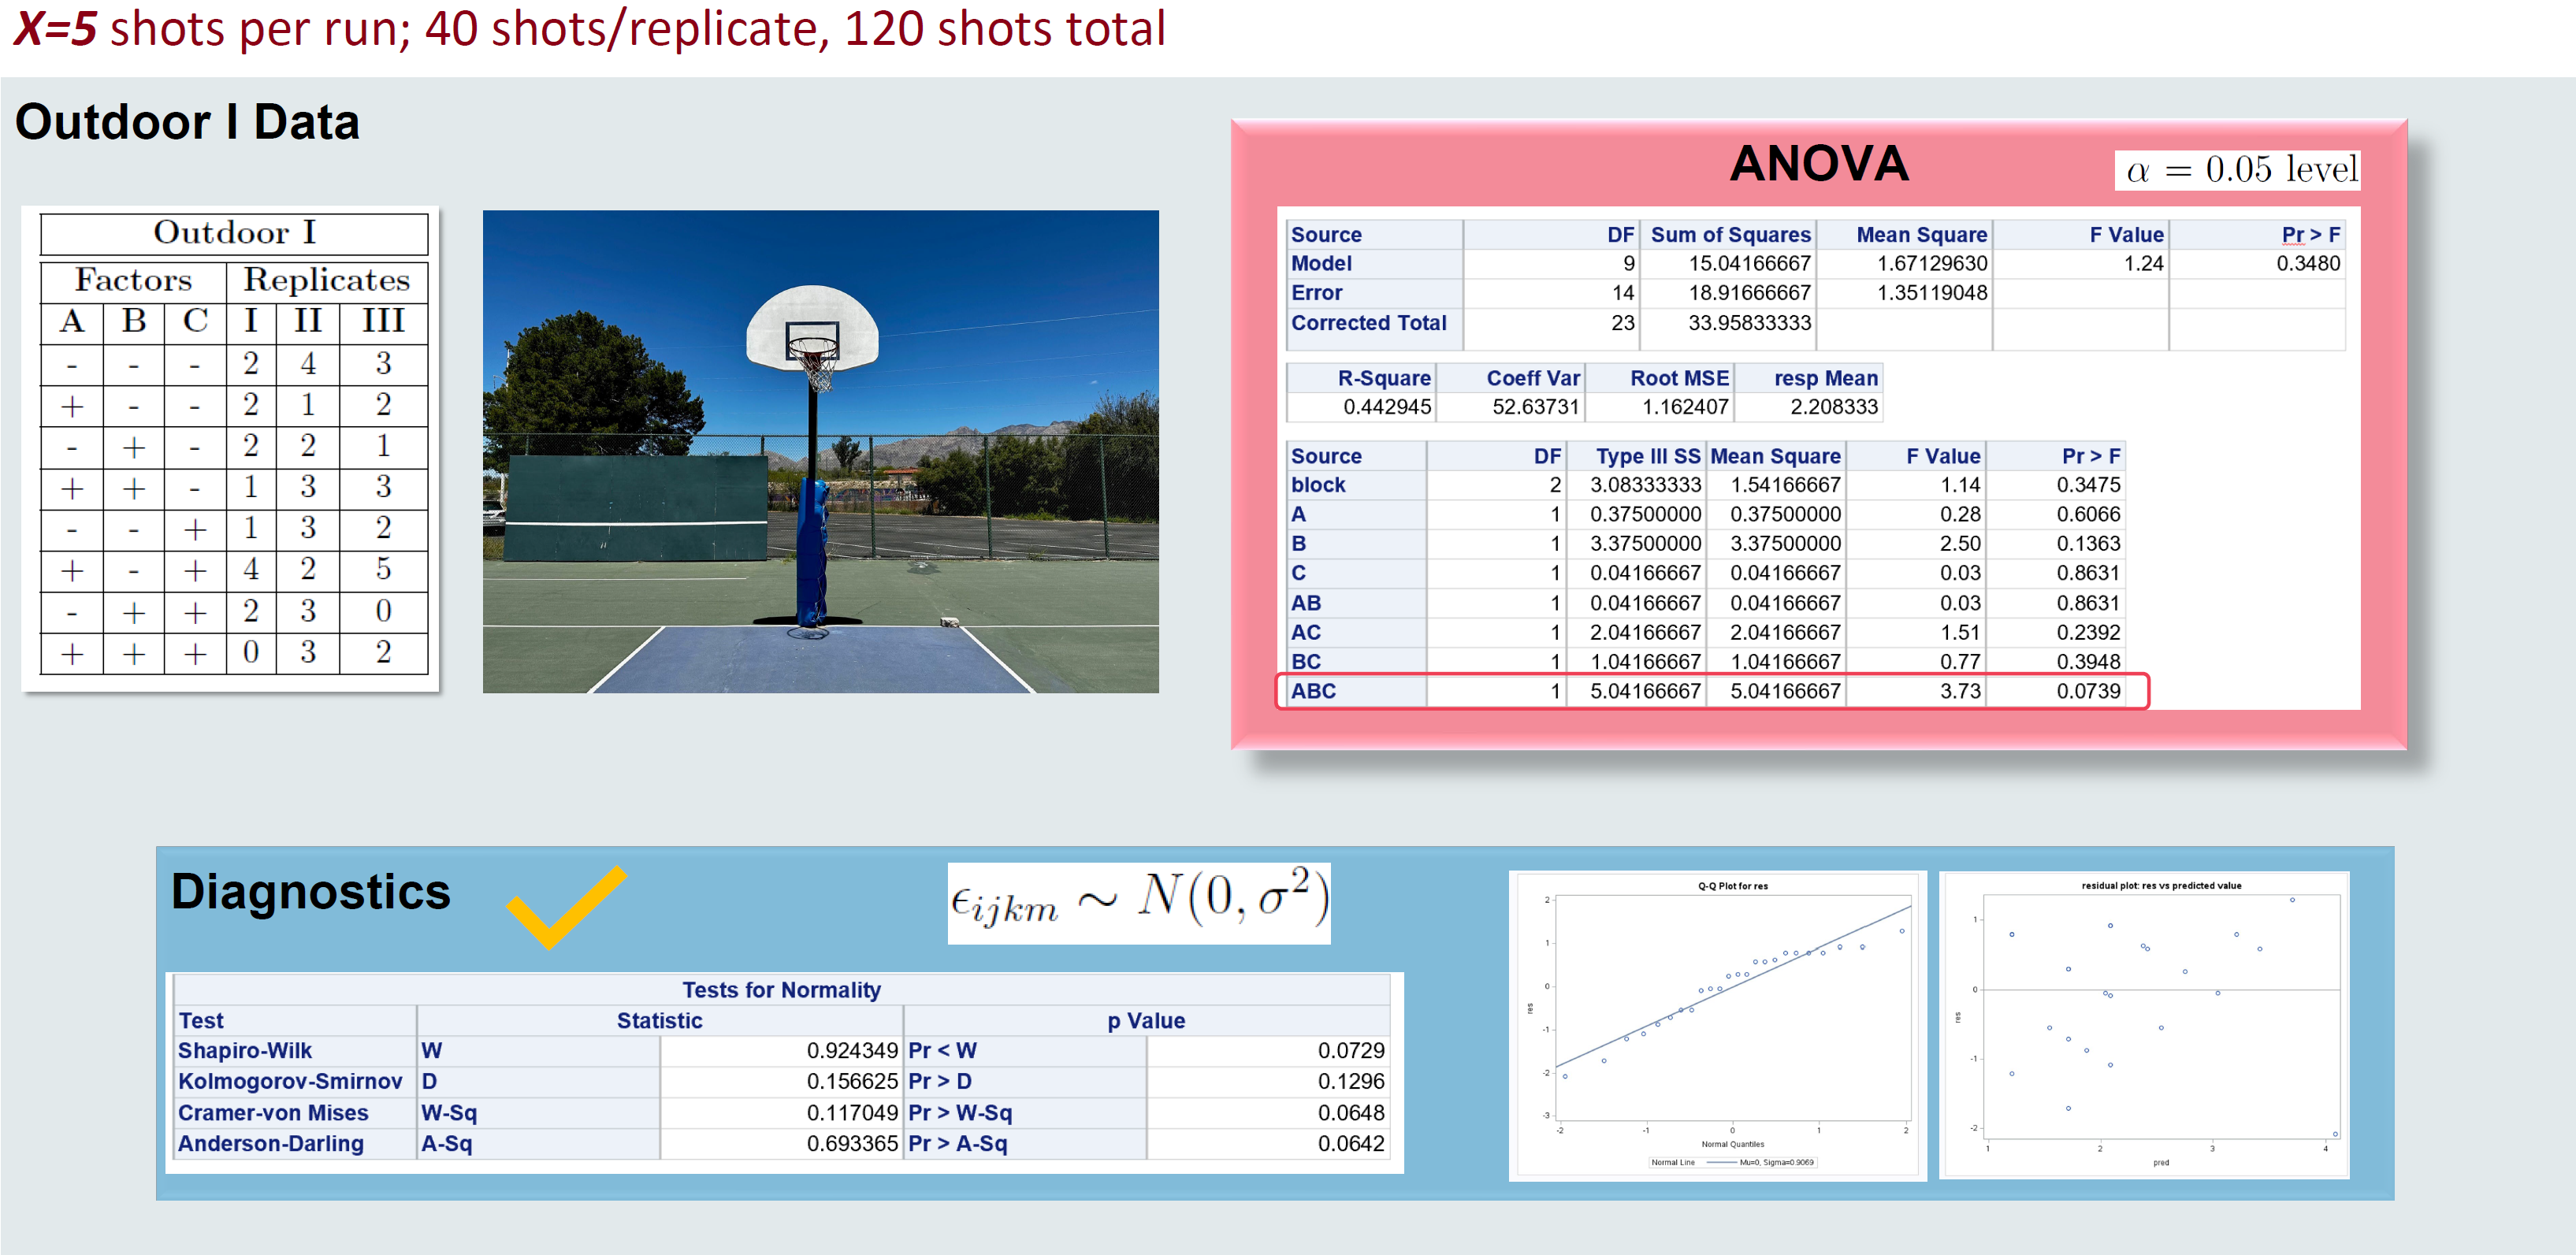 X=5 shots per run; 40 shots/replicate, 120 shots total
Outdoor I Data
Outdoor I
Factors Replicates
A B C I II III
- - - 2 4 3
+ - - 2 1 2
- + - 2 2 1
+ + - 1 3 3
- - + 1 3 2
+ - + 4 2 5
- + + 2 3 0
+ + + 0 3 2
ANOVA
α = 0.05 level
Source DF Sum of Squares Mean Square F Value Pr > F
Model 9 15.04166667 1.67129630 1.24 0.3480
Error 14 18.91666667 1.35119048
Corrected Total 23 33.95833333
R-Square Coeff Var Root MSE resp Mean
0.442945 52.63731 1.162407 2.208333
Source DF Type III SS Mean Square F Value Pr > F
block 2 3.08333333 1.54166667 1.14 0.3475
A 1 0.37500000 0.37500000 0.28 0.6066
B 1 3.37500000 3.37500000 2.50 0.1363
C 1 0.04166667 0.04166667 0.03 0.8631
AB 1 0.04166667 0.04166667 0.03 0.8631
AC 1 2.04166667 2.04166667 1.51 0.2392
BC 1 1.04166667 1.04166667 0.77 0.3948
ABC 1 5.04166667 5.04166667 3.73 0.0739
Diagnostics
ϵijkm ∼ N(0, σ²)
Tests for Normality
Test Statistic p Value
Shapiro-Wilk W 0.924349 Pr < W 0.0729
Kolmogorov-Smirnov D 0.156625 Pr > D 0.1296
Cramer-von Mises W-Sq 0.117049 Pr > W-Sq 0.0648
Anderson-Darling A-Sq 0.693365 Pr > A-Sq 0.0642
Q-Q Plot for res
2
1
0
-1
-2
-3
res
-2 -1 0 1 2
Normal Quantiles
Normal Line Mu=0, Sigma=0.9069
residual plot: res vs predicted value
1
0
-1
-2
res
1 2 3 4
pred